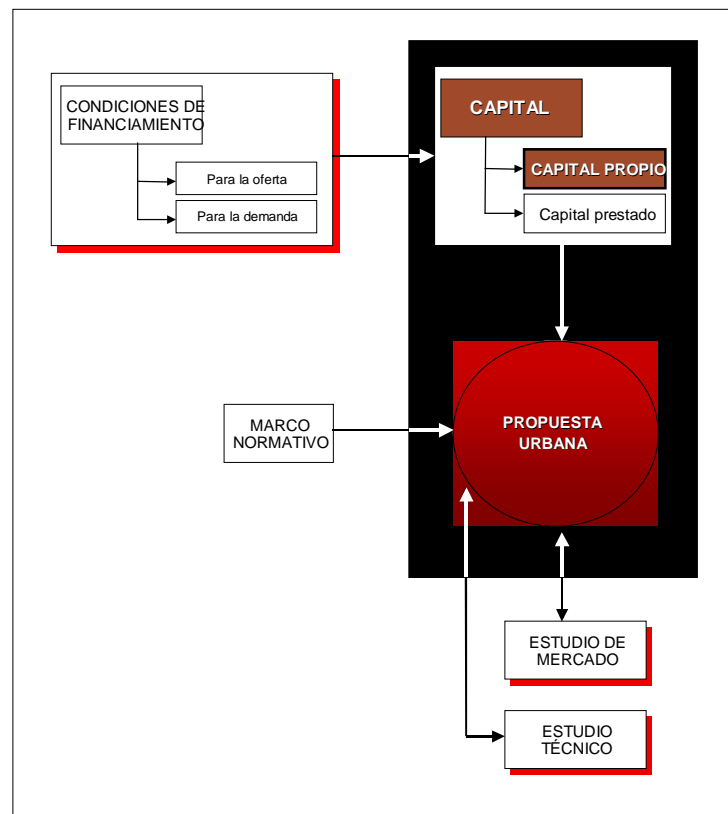 CONDICIONES DE
FINANCIAMIENTO
Para la oferta
Para la demanda
CAPITAL
CAPITAL PROPIO
Capital prestado
MARCO
NORMATIVO
PROPUESTA
URBANA
ESTUDIO DE
MERCADO
ESTUDIO
TÉCNICO